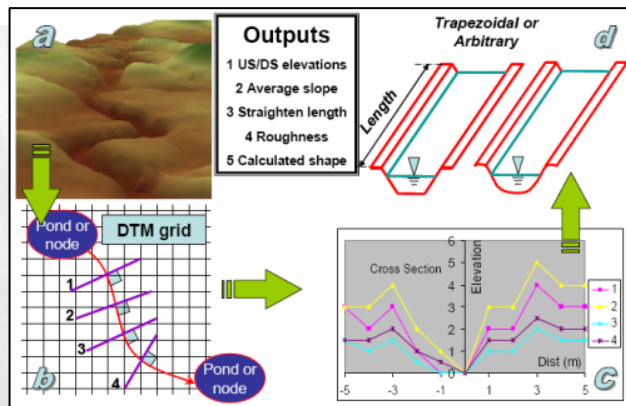 a
Outputs
1 US/DS elevations
2 Average slope
3 Straighten length
4 Roughness
5 Calculated shape
Trapezoidal or
Arbitrary
d
Length
Pond or
node
DTM grid
1
2
3
4
Pond or
node
b
Cross Section
Elevation
6
5
4
3
2
1
0
-5
-3
-1
1
3
5
Dist (m)
1
2
3
4
c